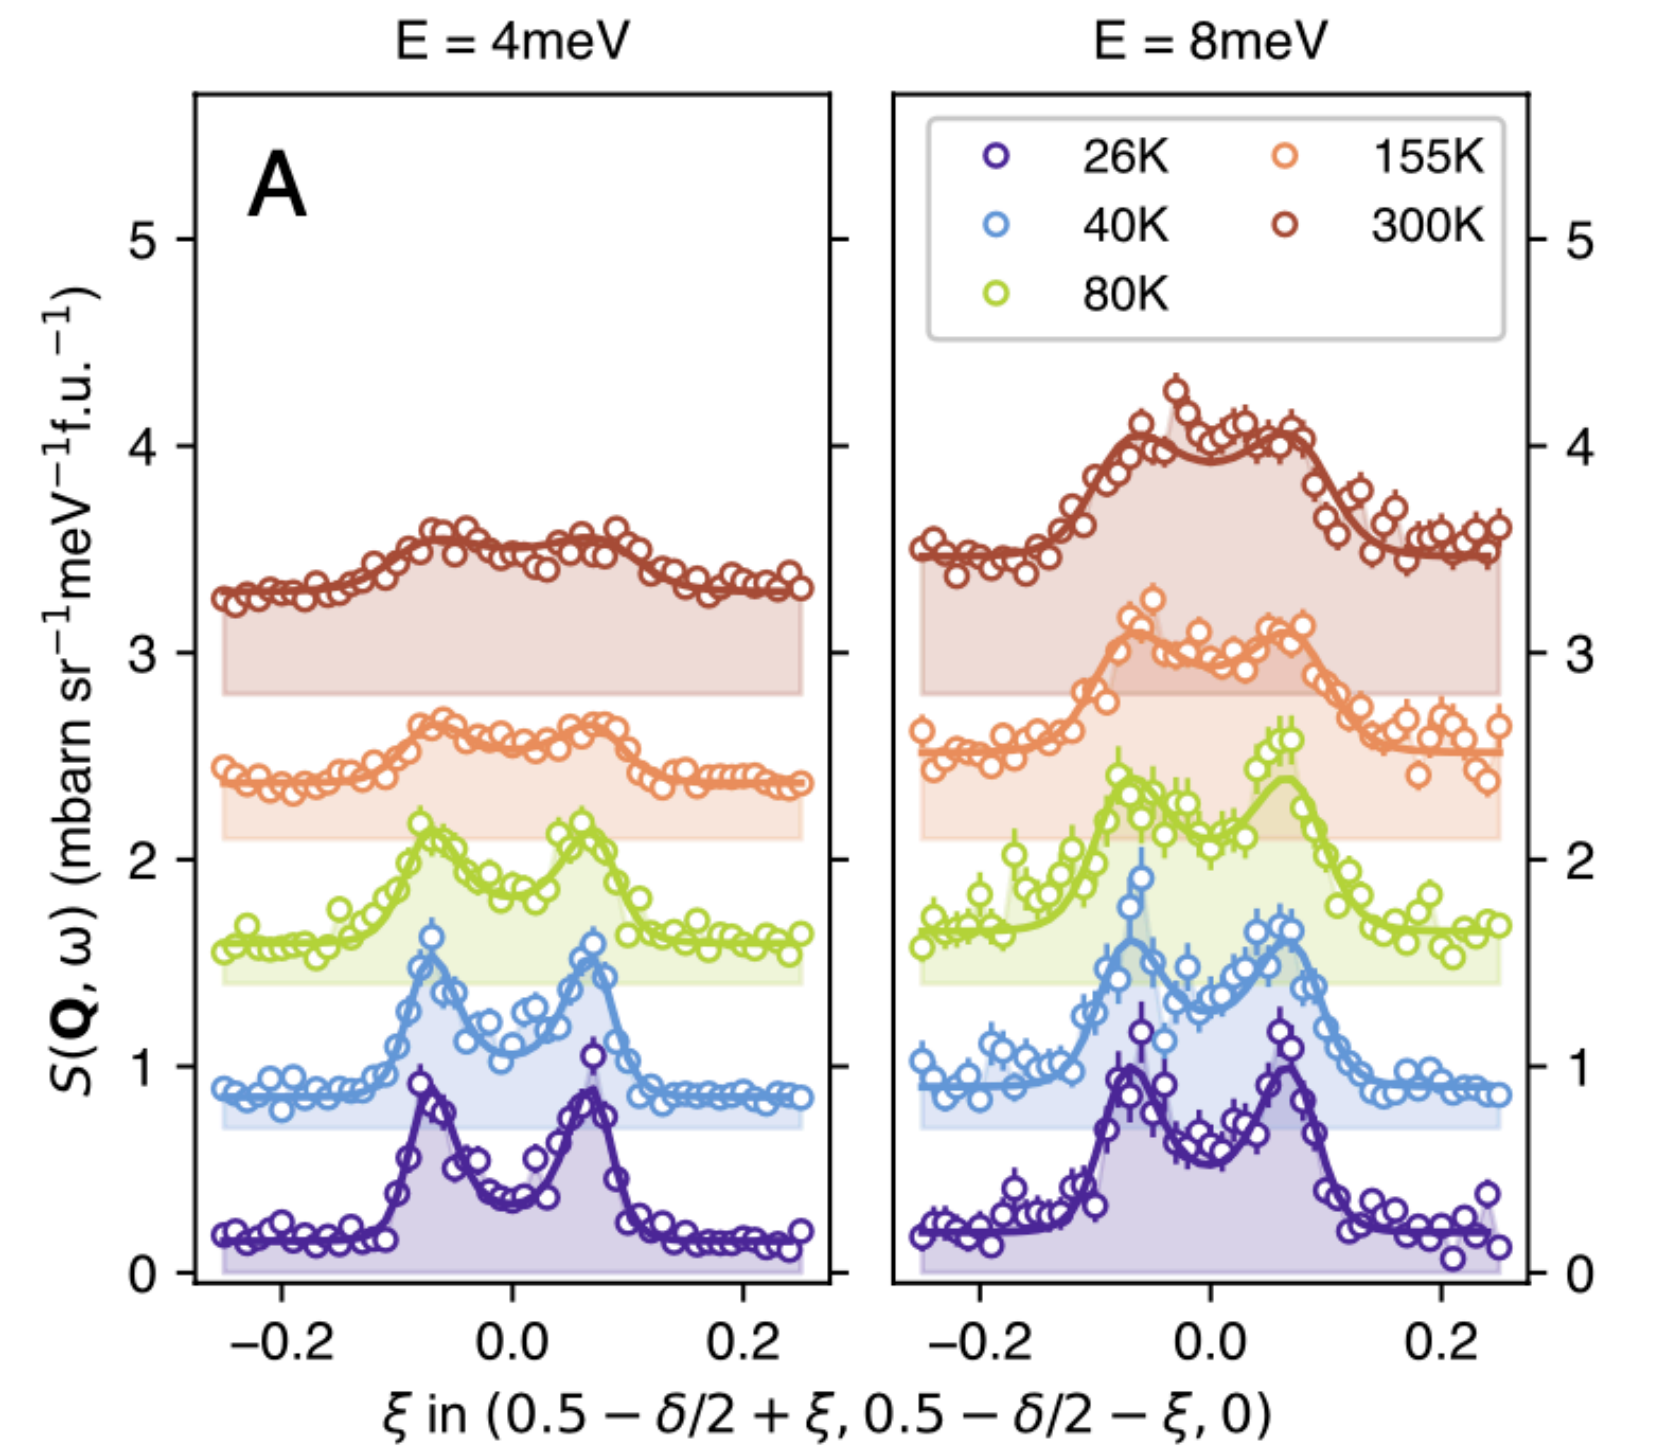 E = 4meV
E = 8meV
A
26K
40K
80K
155K
300K
5
4
3
2
1
0
5
4
3
2
1
0
S(Q, ω) (mbarn sr⁻¹meV⁻¹f.u.⁻¹)
−0.2 0.0 0.2
−0.2 0.0 0.2
ξ in (0.5 − δ/2 + ξ, 0.5 − δ/2 − ξ, 0)